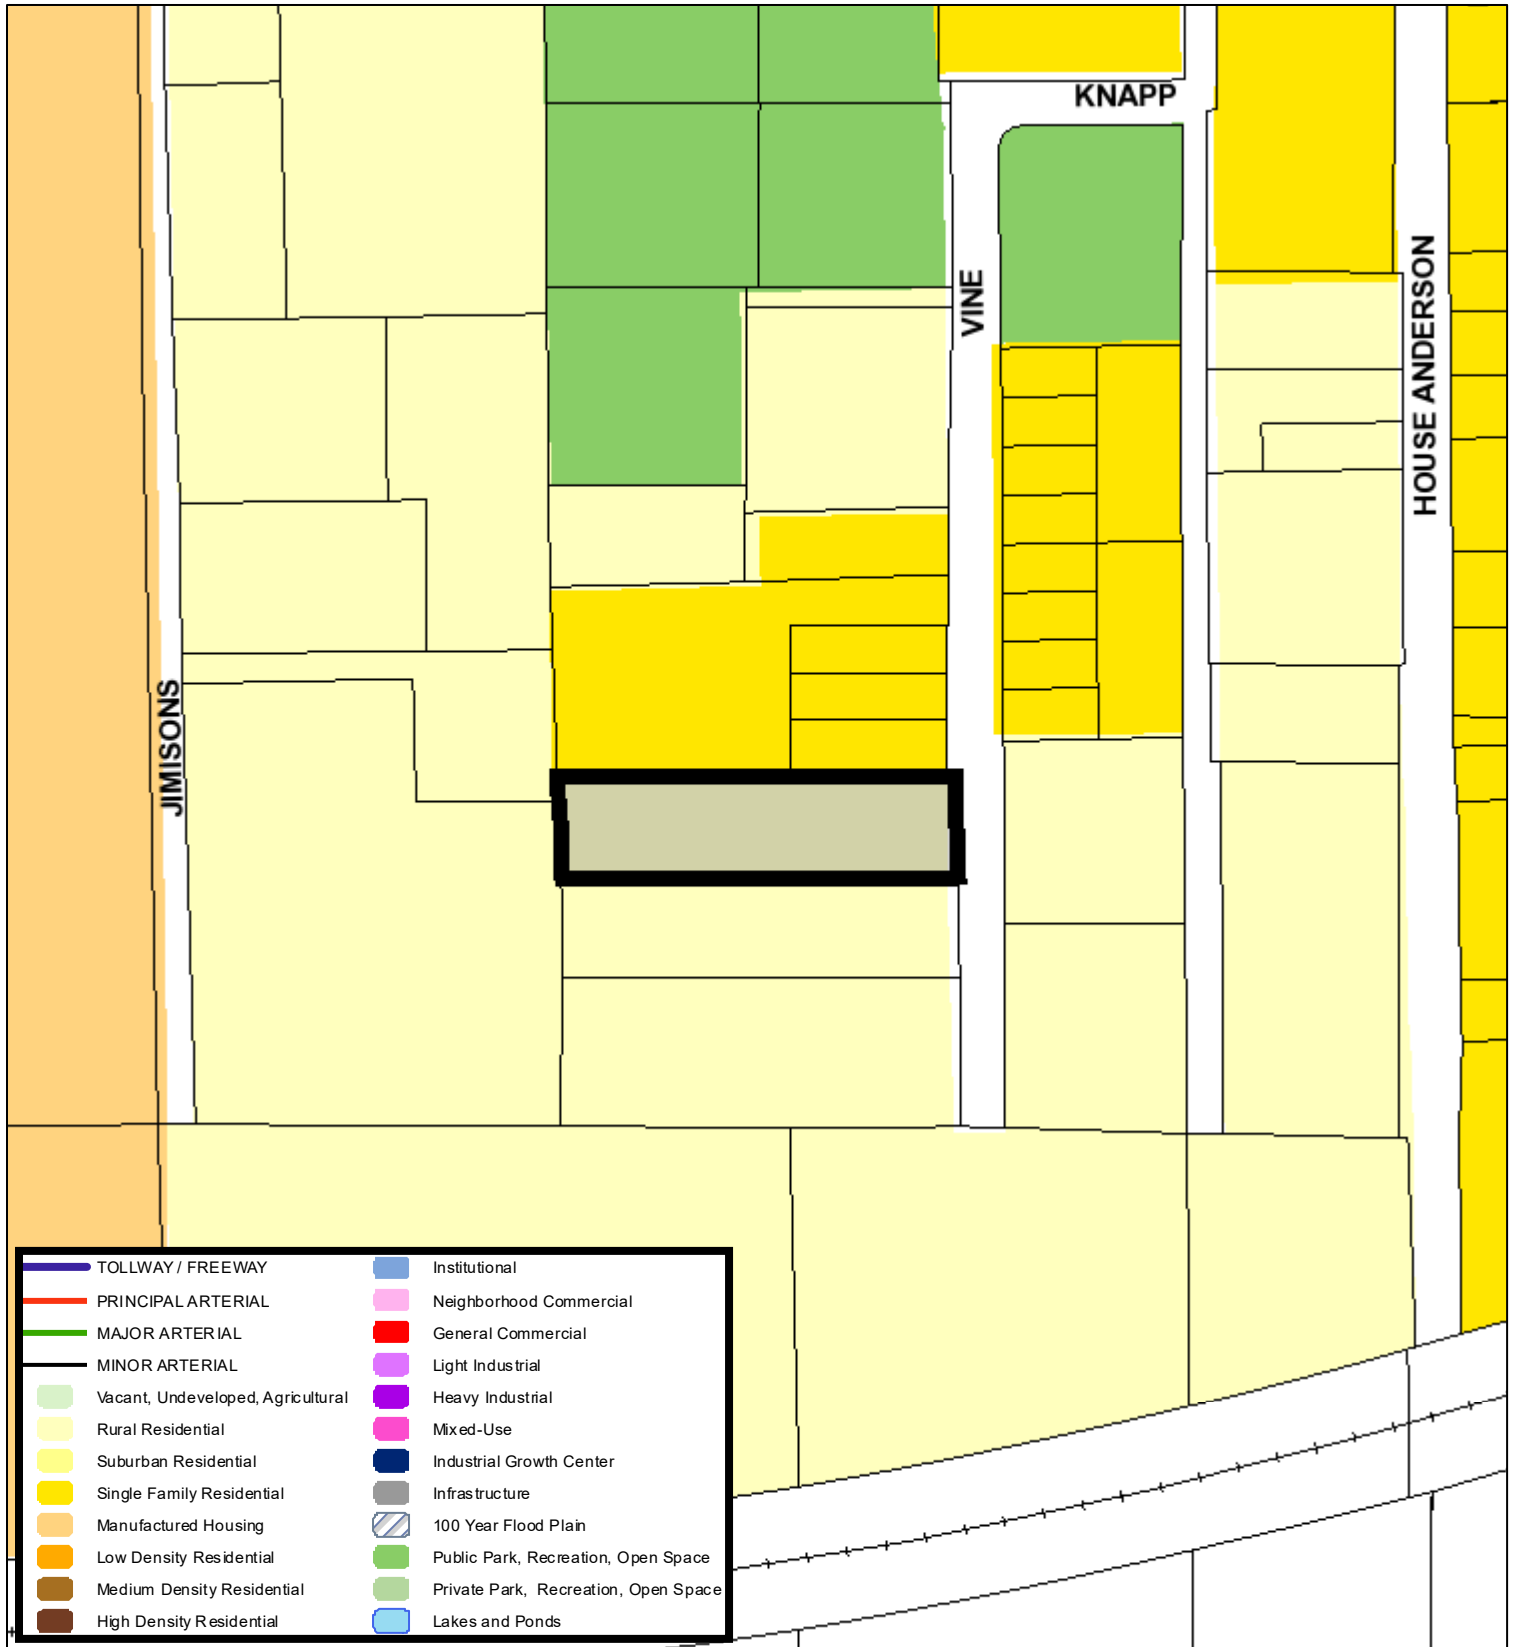 KNAPP
VINE
HOUSE ANDERSON
JIMISONS
TOLLWAY / FREEWAY
PRINCIPAL ARTERIAL
MAJOR ARTERIAL
MINOR ARTERIAL
Vacant, Undeveloped, Agricultural
Rural Residential
Suburban Residential
Single Family Residential
Manufactured Housing
Low Density Residential
Medium Density Residential
High Density Residential
Institutional
Neighborhood Commercial
General Commercial
Light Industrial
Heavy Industrial
Mixed-Use
Industrial Growth Center
Infrastructure
100 Year Flood Plain
Public Park, Recreation, Open Space
Private Park, Recreation, Open Space
Lakes and Ponds